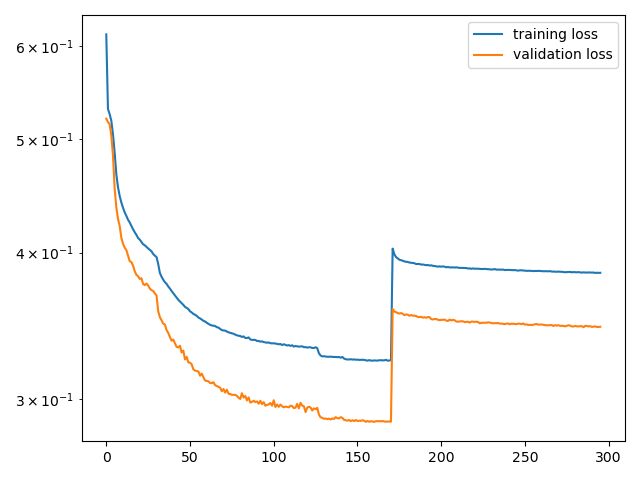 training loss
validation loss
6 × 10⁻¹
5 × 10⁻¹
4 × 10⁻¹
3 × 10⁻¹
0 50 100 150 200 250 300